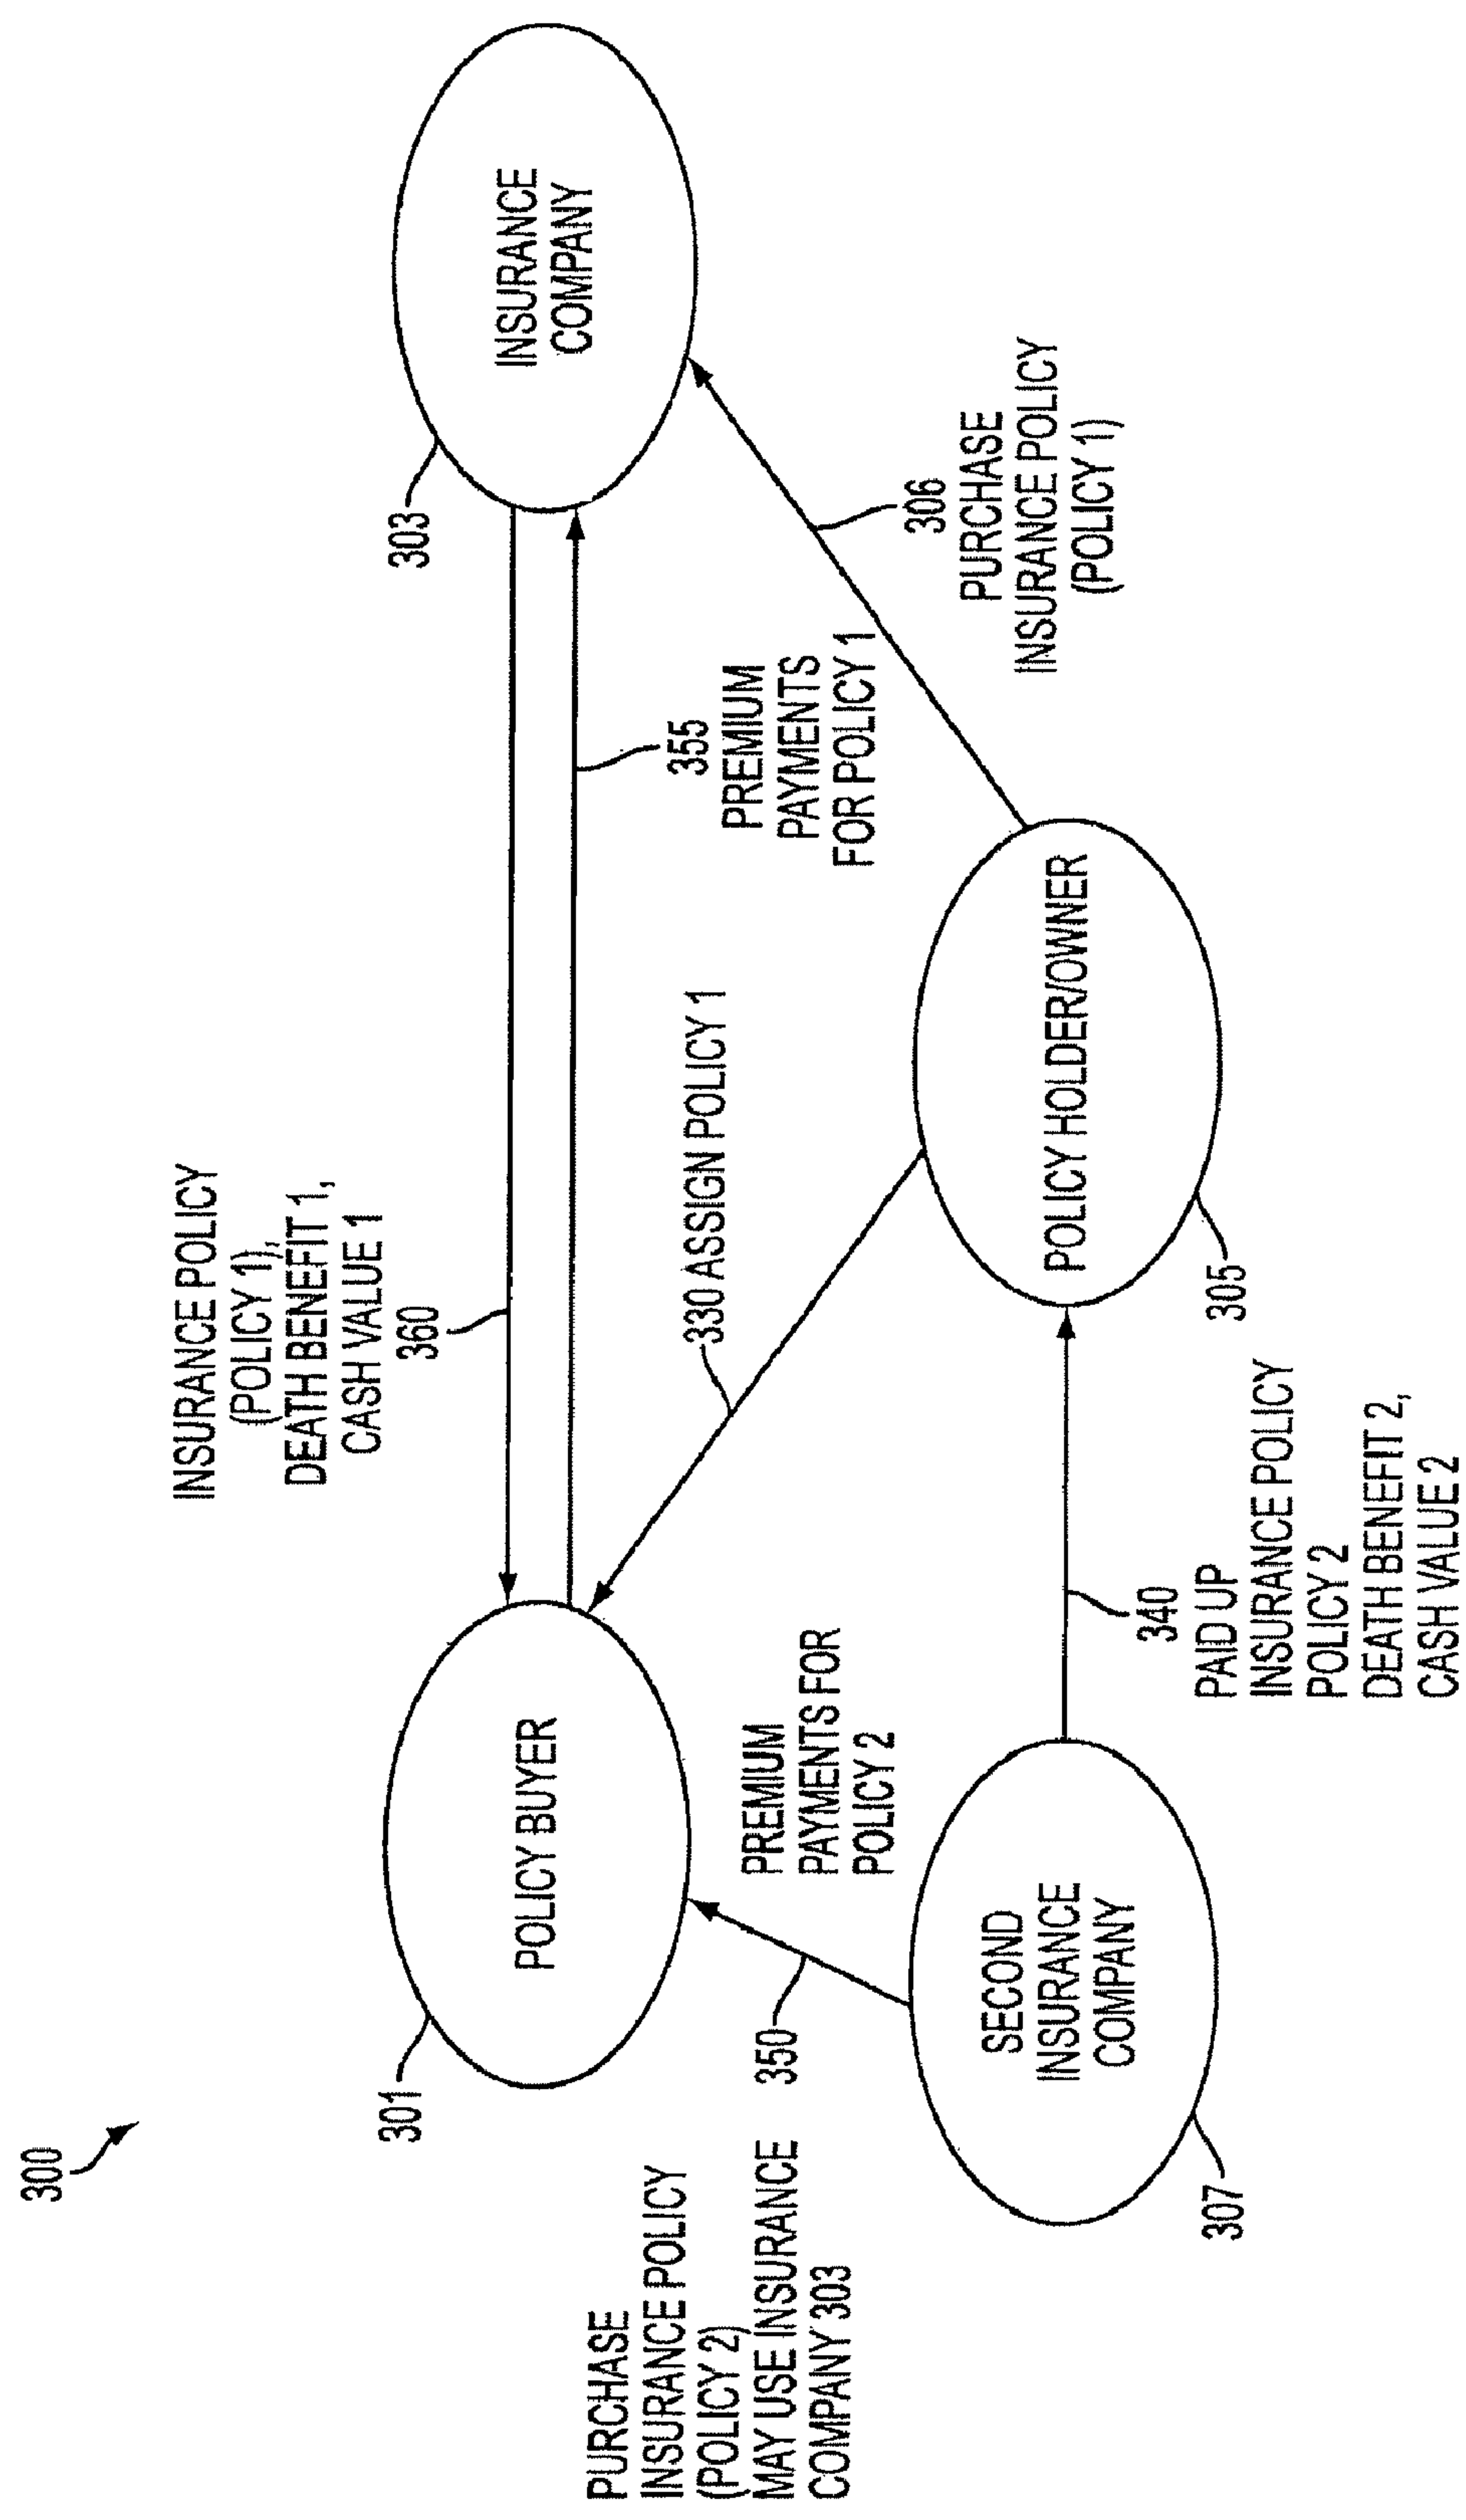 300
INSURANCE POLICY
(POLICY 1),
DEATH BENEFIT 1,
CASH VALUE 1
360
301
POLICY BUYER
303
INSURANCE
COMPANY
330 ASSIGN POLICY 1
355
PREMIUM
PAYMENTS
FOR POLICY 1
PURCHASE
INSURANCE POLICY
(POLICY 2)
MAY USE INSURANCE
COMPANY 303
350
PREMIUM
PAYMENTS FOR
POLICY 2
306
PURCHASE
INSURANCE POLICY
(POLICY 1)
SECOND
INSURANCE
COMPANY
307
POLICY HOLDER/OWNER
305
340
PAID UP
INSURANCE POLICY
POLICY 2
DEATH BENEFIT 2,
CASH VALUE 2